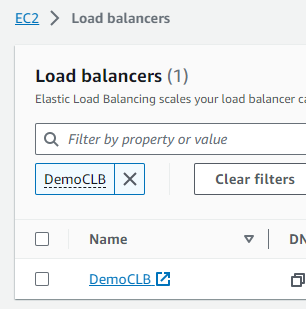 EC2 > Load balancers
Load balancers (1)
Elastic Load Balancing scales your load balancer
Filter by property or value
DemoCLB
Clear filters
Name DN
DemoCLB